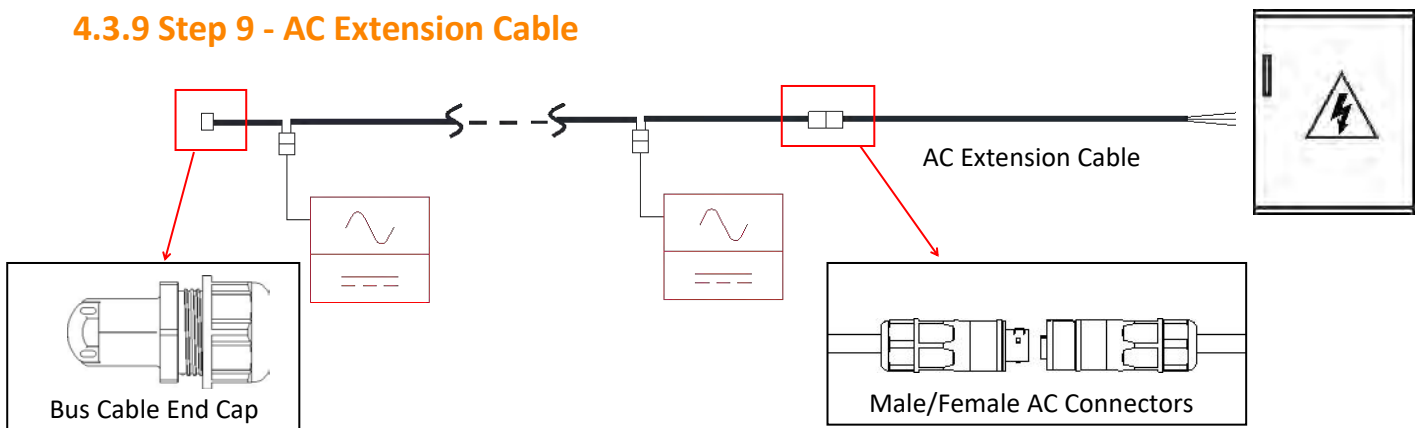 4.3.9 Step 9 - AC Extension Cable
AC Extension Cable
Bus Cable End Cap
Male/Female AC Connectors